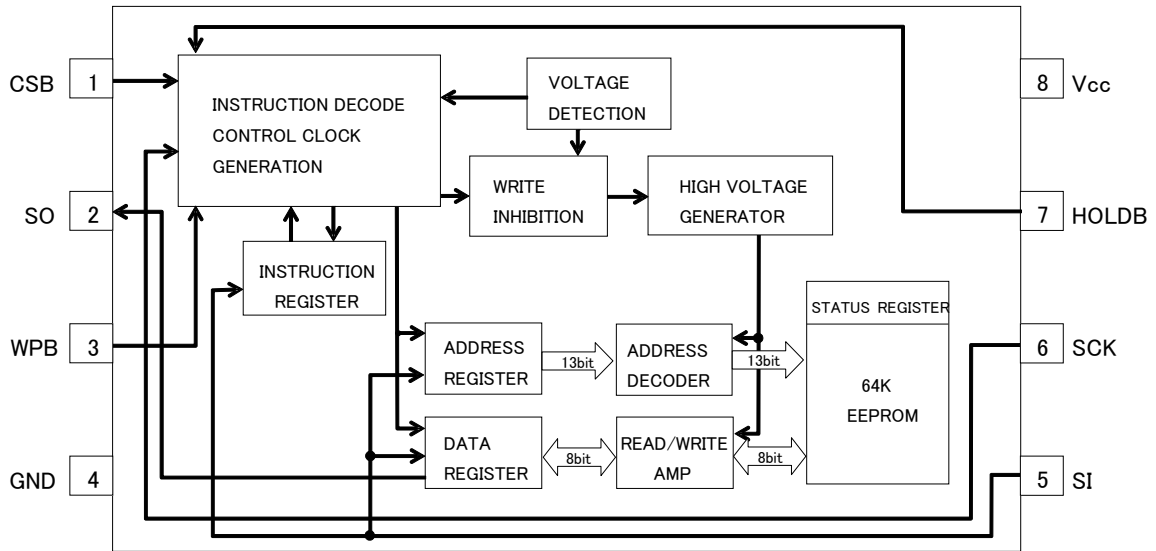 CSB 1
SO 2
WPB 3
GND 4
INSTRUCTION DECODE
CONTROL CLOCK
GENERATION
VOLTAGE
DETECTION
WRITE
INHIBITION
HIGH VOLTAGE
GENERATOR
INSTRUCTION
REGISTER
ADDRESS
REGISTER
13bit
ADDRESS
DECODER
13bit
STATUS REGISTER
64K
EEPROM
DATA
REGISTER
8bit
READ/WRITE
AMP
8bit
8 Vcc
7 HOLDB
6 SCK
5 SI